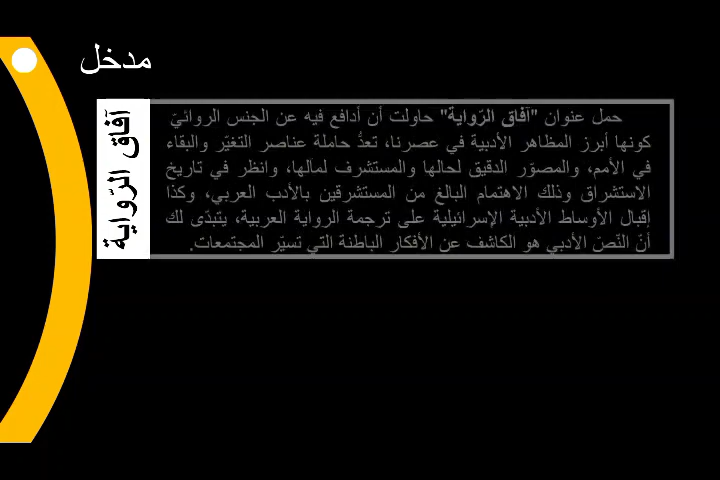 مدخل
آفاق الرّواية
حمل عنوان "آفاق الرّواية" حاولت أن أدافع فيه عن الجنس الروائيّ
كونها أبرز المظاهر الأدبية في عصرنا، تعدُّ حاملة عناصر التغيّر والبقاء
في الأمم، والمصوّر الدقيق لحالها والمستشرف لمآلها، وانظر في تاريخ
الاستشراق وذلك الاهتمام البالغ من المستشرقين بالأدب العربي، وكذا
إقبال الأوساط الأدبية الإسرائيلية على ترجمة الرواية العربية، يتبدّى لك
أنّ النّصّ الأدبي هو الكاشف عن الأفكار الباطنة التي تسيّر المجتمعات.